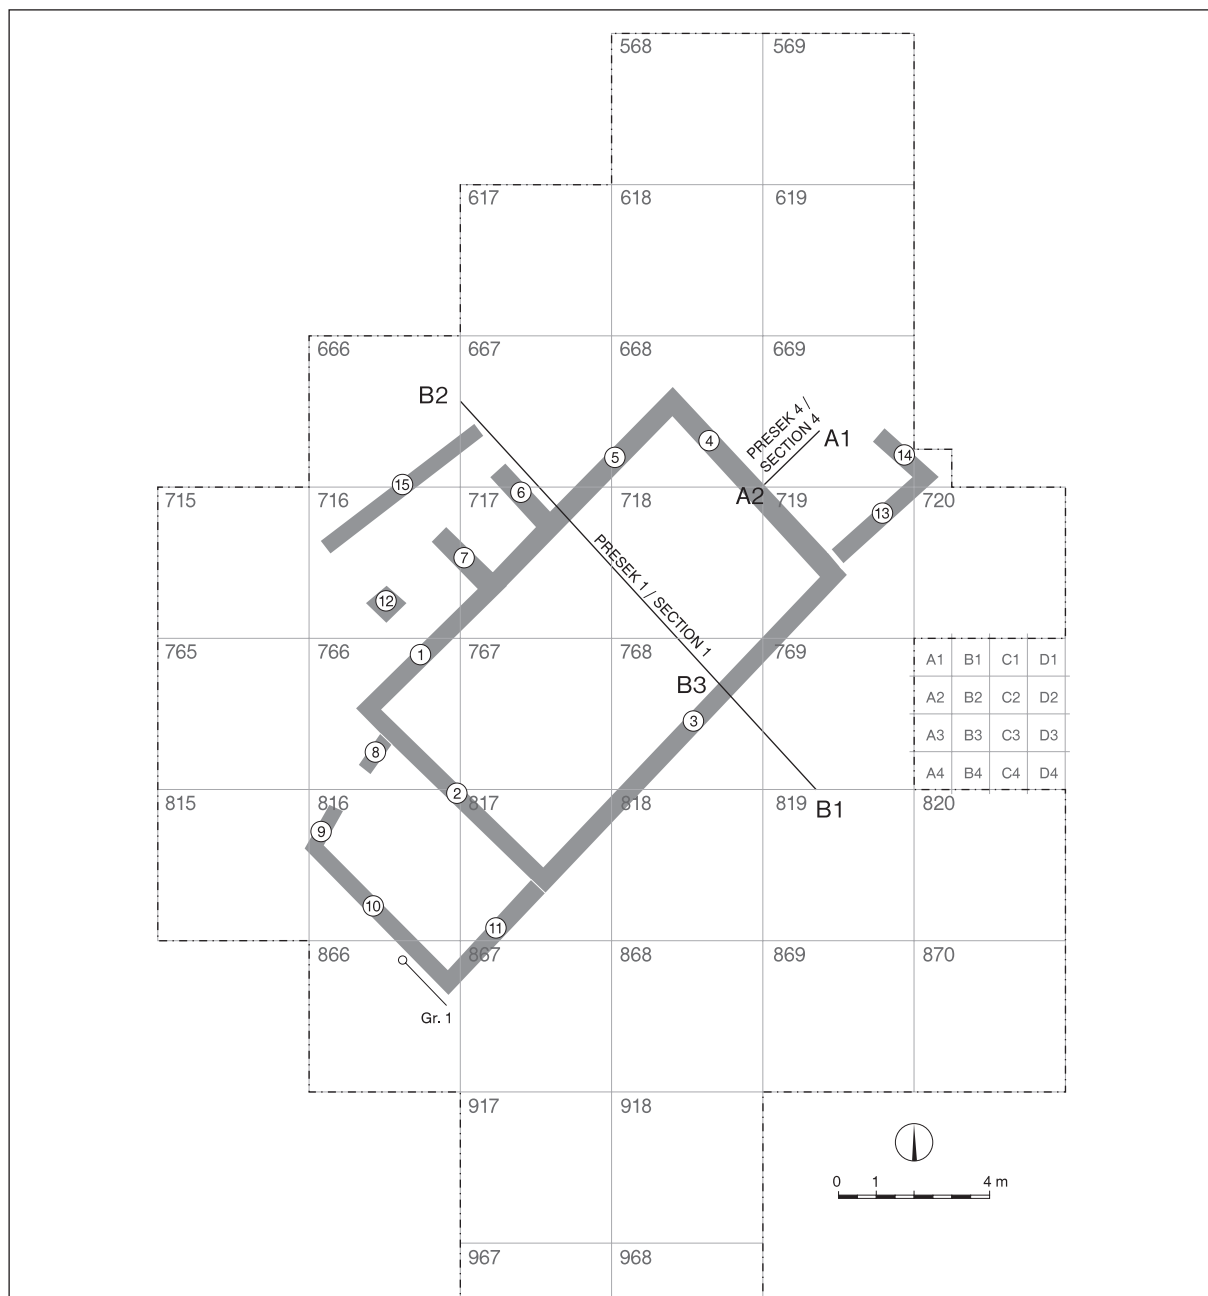 568 569
617 618 619
666 667 668 669
B2
PRESEK 4 /
SECTION 4
A1
4
5
14
15
6
A2
715 716 717 718 719 720
13
7
PRESEK 1 / SECTION 1
12
1
765 766 767 768 769
A1 B1 C1 D1
A2 B2 C2 D2
A3 B3 C3 D3
A4 B4 C4 D4
B3
3
8
2
815 816 817 818 819 820
B1
9
10
11
866 867 868 869 870
Gr. 1
917 918
0 1 4 m
967 968